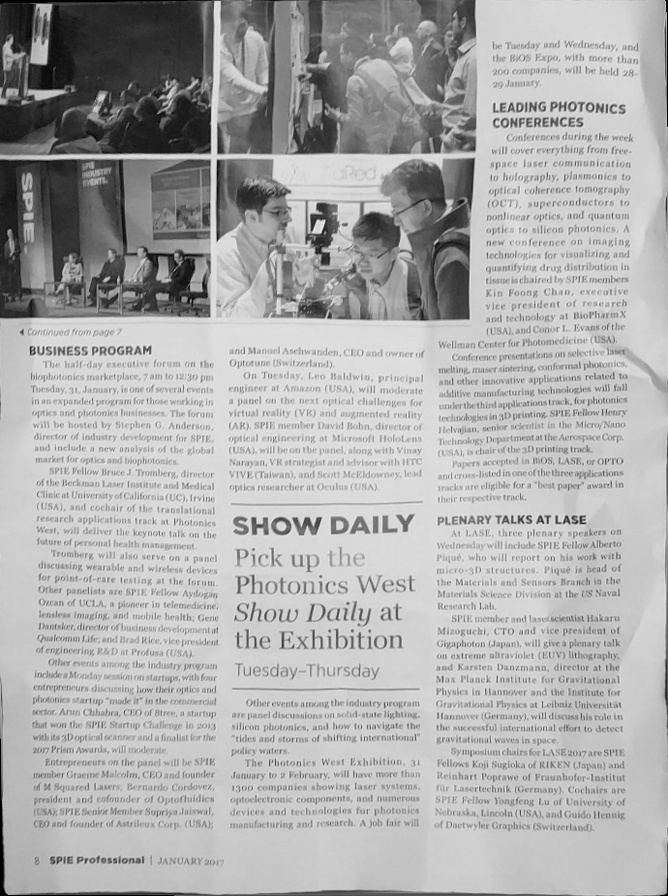 SPIE
SPIE
INDUSTRY
EVENTS.
Continued from page 7
BUSINESS PROGRAM
The half-day executive forum on the
biophotonics marketplace, 7 am to 12:30 pm
Tuesday, 31, January, is one of several events
in an expanded program for those working in
optics and photonics businesses. The forum
will be hosted by Stephen G. Anderson,
director of industry development for SPIE,
and include a new analysis of the global
market for optics and biophotonics.
SPIE Fellow Bruce J. Tromberg, director
of the Beckman Laser Institute and Medical
Clinic at University of California (UC), Irvine
(USA), and cochair of the translational
research applications track at Photonics
West, will deliver the keynote talk on the
future of personal health management.
Tromberg will also serve on a panel
discussing wearable and wireless devices
for point-of-care testing at the forum.
Other panelists are SPIE Fellow Aydogan
Ozcan of UCLA, a pioneer in telemedicine,
lensless imaging, and mobile health; Gene
Dantsker, director of business development at
Qualcomm Life; and Brad Rice, vice president
of engineering R&D at Profusa (USA).
Other events among the industry program
include a Monday session on startups, with four
entrepreneurs discussing how their optics and
photonics startup "made it" in the commercial
sector. Arun Chhabra, CEO of 8tree, a startup
that won the SPIE Startup Challenge in 2013
with its 3D optical scanner and a finalist for the
2017 Prism Awards, will moderate.
Entrepreneurs on the panel will be SPIE
member Graeme Malcolm, CEO and founder
of M Squared Lasers; Bernardo Cordovez,
president and cofounder of Optofluidics
(USA); SPIE Senior Member Supriya Jaiswal,
CEO and founder of Astrileux Corp. (USA);
and Manuel Aschwanden, CEO and owner of
Optotune (Switzerland).
On Tuesday, Leo Baldwin, principal
engineer at Amazon (USA), will moderate
a panel on the next optical challenges for
virtual reality (VR) and augmented reality
(AR). SPIE member David Bohn, director of
optical engineering at Microsoft HoloLens
(USA), will be on the panel, along with Vinay
Narayan, VR strategist and advisor with HTC
VIVE (Taiwan), and Scott McEldowney, lead
optics researcher at Oculus (USA).
SHOW DAILY
Pick up the
Photonics West
Show Daily at
the Exhibition
Tuesday–Thursday
Other events among the industry program
are panel discussions on solid-state lighting,
silicon photonics, and how to navigate the
"tides and storms of shifting international"
policy waters.
The Photonics West Exhibition, 31
January to 2 February, will have more than
1300 companies showing laser systems,
optoelectronic components, and numerous
devices and technologies for photonics
manufacturing and research. A job fair will
be Tuesday and Wednesday, and
the BiOS Expo, with more than
200 companies, will be held 28-
29 January.
LEADING PHOTONICS
CONFERENCES
Conferences during the week
will cover everything from free-
space laser communication
to holography, plasmonics to
optical coherence tomography
(OCT), superconductors to
nonlinear optics, and quantum
optics to silicon photonics. A
new conference on imaging
technologies for visualizing and
quantifying drug distribution in
tissue is chaired by SPIE members
Kin Foong Chan, executive
vice president of research
and technology at BioPharmX
(USA), and Conor L. Evans of the
Wellman Center for Photomedicine (USA).
Conference presentations on selective laser
melting, maser sintering, conformal photonics,
and other innovative applications related to
additive manufacturing technologies will fall
under the third applications track, for photonics
technologies in 3D printing. SPIE Fellow Henry
Helvajian, senior scientist in the Micro/Nano
Technology Department at the Aerospace Corp.
(USA), is chair of the 3D printing track.
Papers accepted in BiOS, LASE, or OPTO
and cross-listed in one of the three applications
tracks are eligible for a "best paper" award in
their respective track.
PLENARY TALKS AT LASE
At LASE, three plenary speakers on
Wednesday will include SPIE Fellow Alberto
Piqué, who will report on his work with
micro-3D structures. Piqué is head of
the Materials and Sensors Branch in the
Materials Science Division at the US Naval
Research Lab.
SPIE member and laser scientist Hakaru
Mizoguchi, CTO and vice president of
Gigaphoton (Japan), will give a plenary talk
on extreme ultraviolet (EUV) lithography,
and Karsten Danzmann, director at the
Max Planck Institute for Gravitational
Physics in Hannover and the Institute for
Gravitational Physics at Leibniz Universität
Hannover (Germany), will discuss his role in
the successful international effort to detect
gravitational waves in space.
Symposium chairs for LASE 2017 are SPIE
Fellows Koji Sugioka of RIKEN (Japan) and
Reinhart Poprawe of Fraunhofer-Institut
für Lasertechnik (Germany). Cochairs are
SPIE Fellow Yongfeng Lu of University of
Nebraska, Lincoln (USA), and Guido Hennig
of Daetwyler Graphics (Switzerland).
8 SPIE Professional | JANUARY 2017